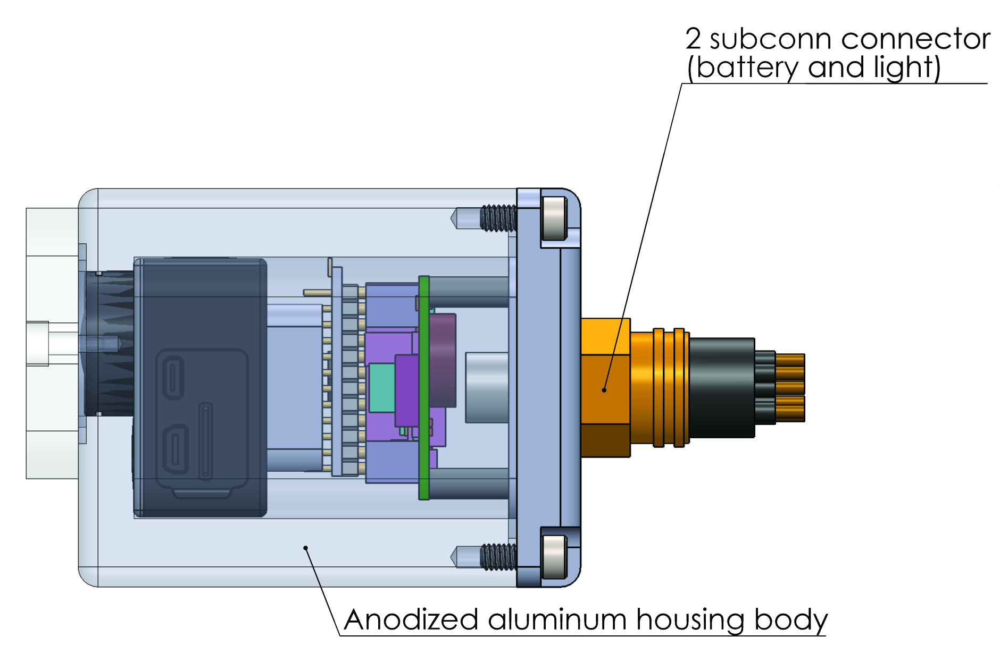 2 subconn connector
(battery and light)
Anodized aluminum housing body